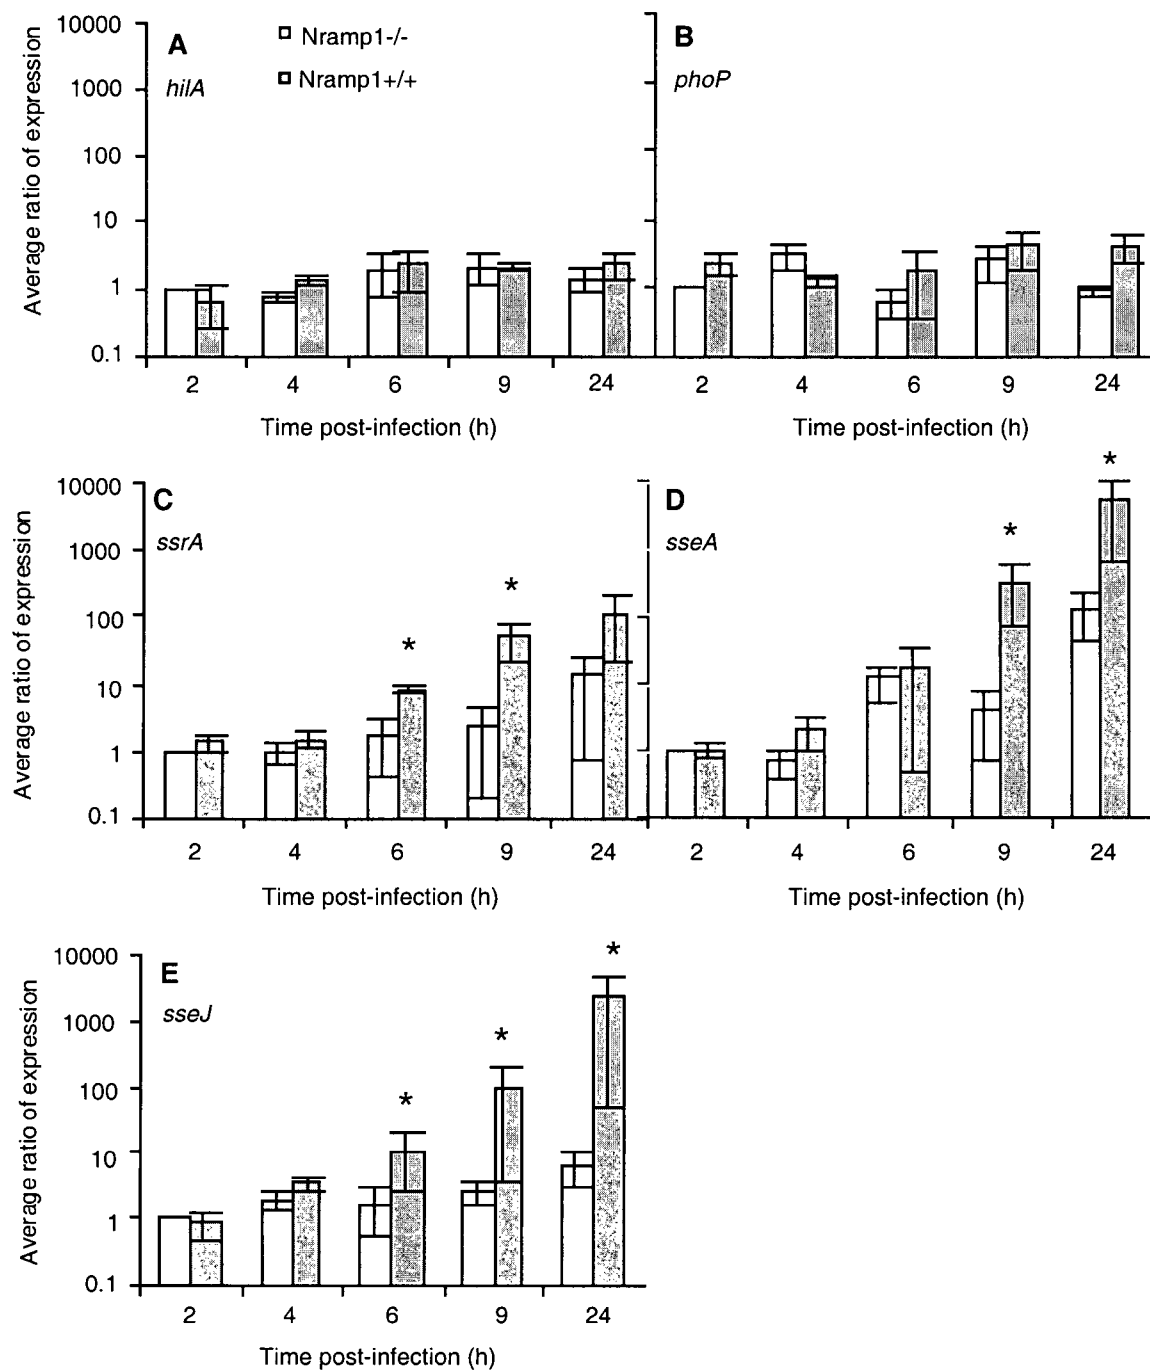 A
hilA
Nramp1-/-
Nramp1+/+
Average ratio of expression
10000
1000
100
10
1
0.1
2 4 6 9 24
Time post-infection (h)
B
phoP
2 4 6 9 24
Time post-infection (h)
C
ssrA
Average ratio of expression
10000
1000
100
10
1
0.1
* *
2 4 6 9 24
Time post-infection (h)
D
sseA
* *
2 4 6 9 24
Time post-infection (h)
E
sseJ
Average ratio of expression
10000
1000
100
10
1
0.1
* * *
2 4 6 9 24
Time post-infection (h)